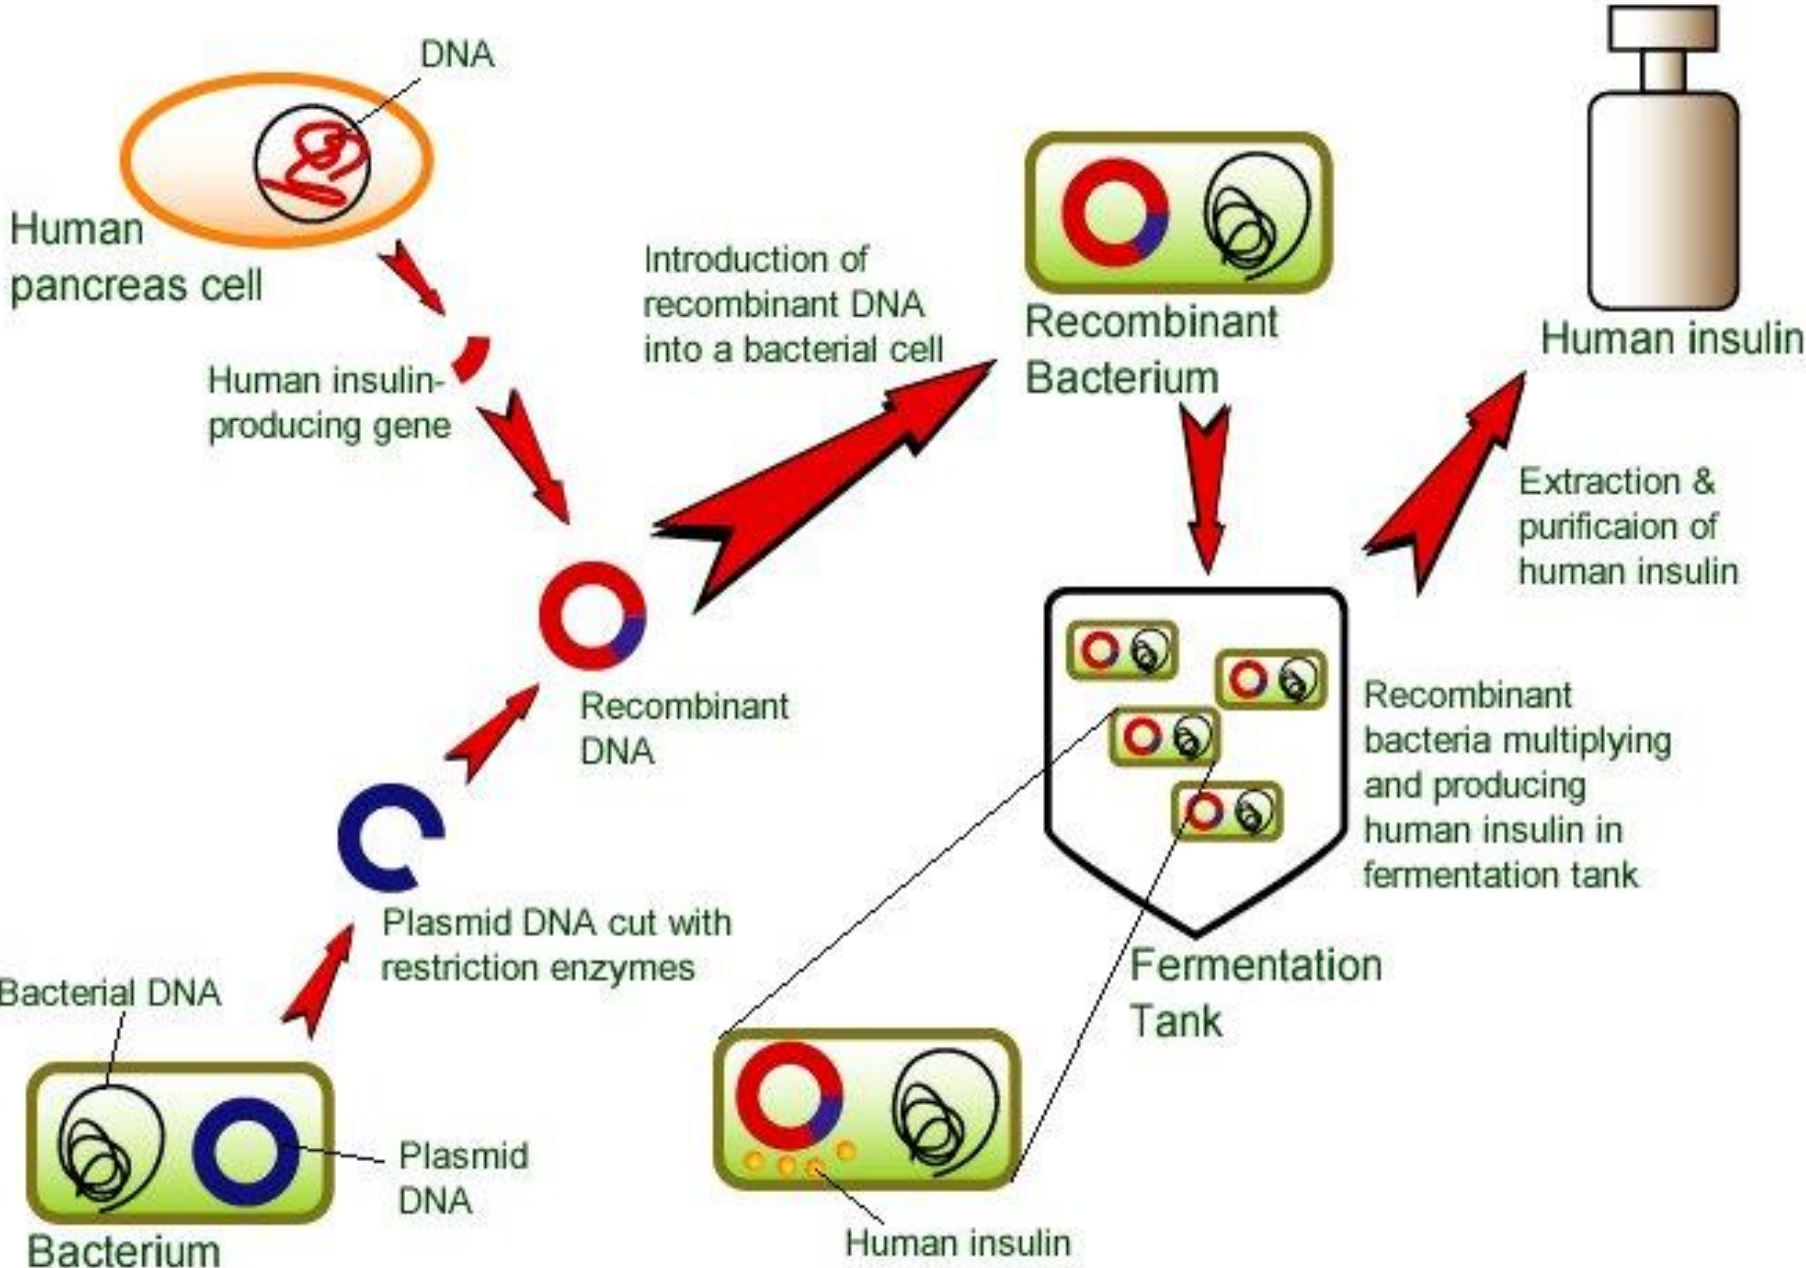 DNA
Human
pancreas cell
Human insulin-
producing gene
Introduction of
recombinant DNA
into a bacterial cell
Recombinant
Bacterium
Human insulin
Extraction &
purificaion of
human insulin
Recombinant
DNA
Recombinant
bacteria multiplying
and producing
human insulin in
fermentation tank
Plasmid DNA cut with
restriction enzymes
Fermentation
Tank
Bacterial DNA
Plasmid
DNA
Bacterium
Human insulin